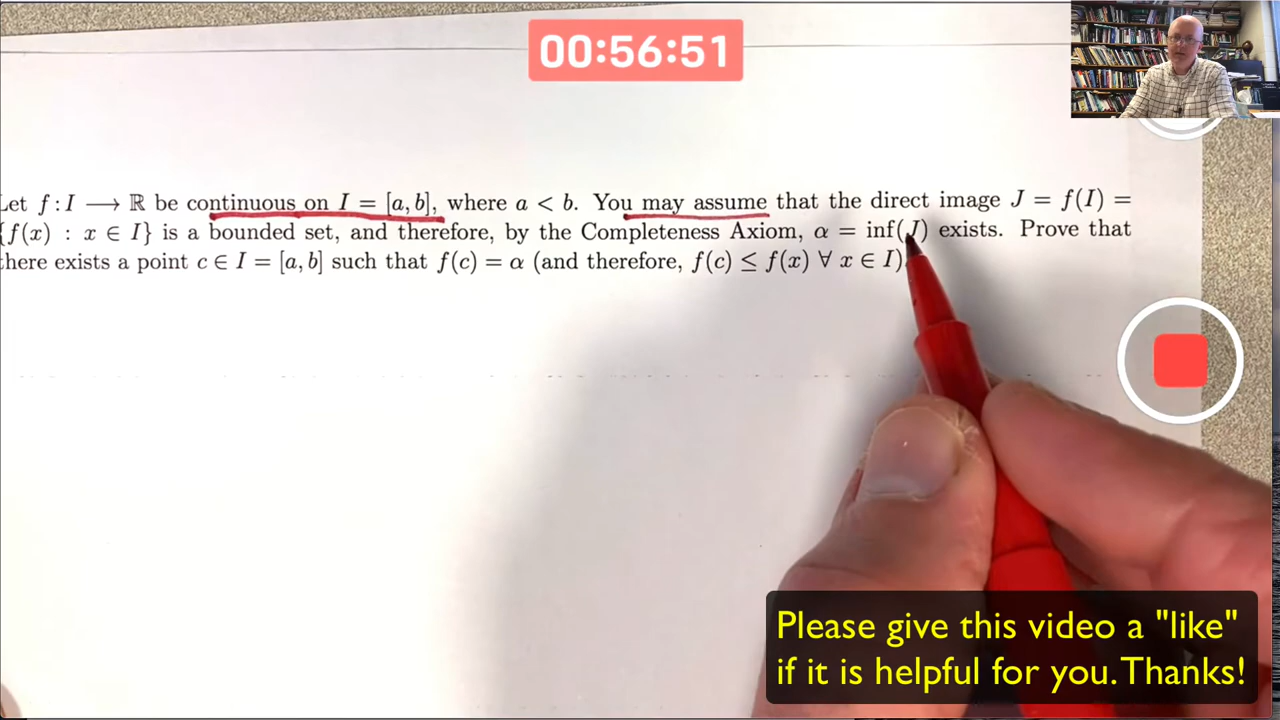 00:56:51
Let f : I ⟶ ℝ be continuous on I = [a, b], where a < b. You may assume that the direct image J = f(I) =
{f(x) : x ∈ I} is a bounded set, and therefore, by the Completeness Axiom, α = inf(J) exists. Prove that
there exists a point c ∈ I = [a, b] such that f(c) = α (and therefore, f(c) ≤ f(x) ∀ x ∈ I)
Please give this video a "like"
if it is helpful for you. Thanks!